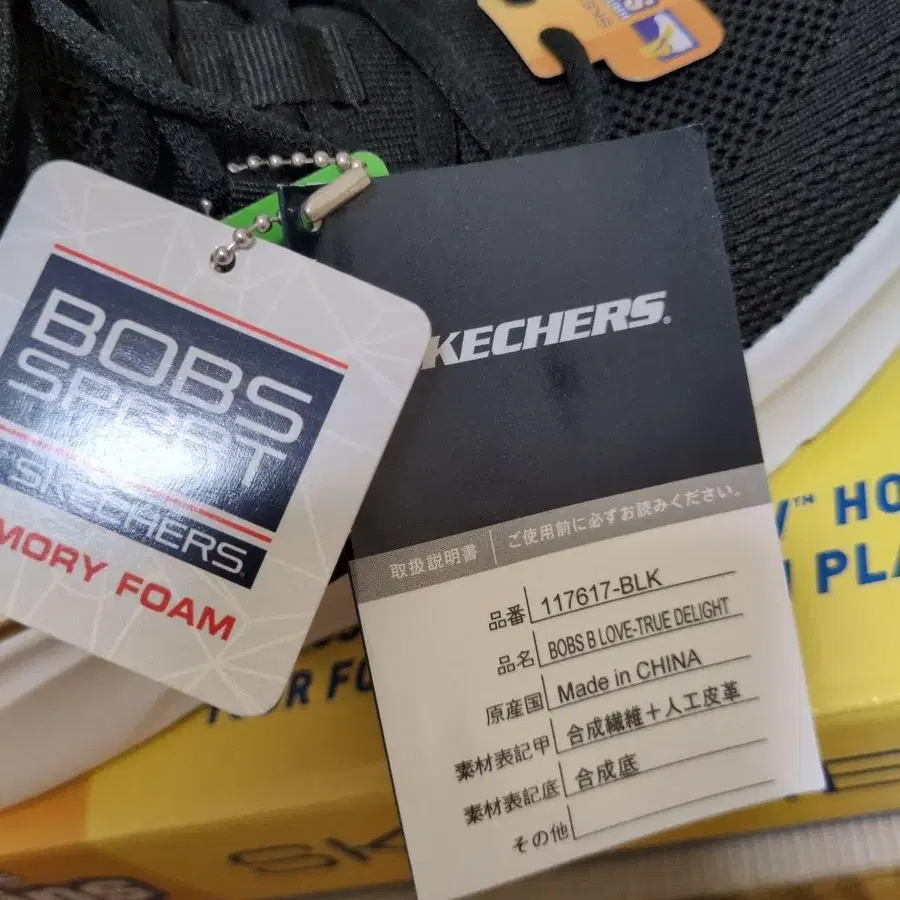 BOBS
SPORT
SKECHERS
MORY FOAM
KECHERS.
取扱説明書 ご使用前に必ずお読みください。
品番 117617-BLK
品名 BOBS B LOVE-TRUE DELIGHT
原産国 Made in CHINA
素材表記甲 合成繊維+人工皮革
素材表記底 合成底
その他
™ HO
PLA
R FO
SK